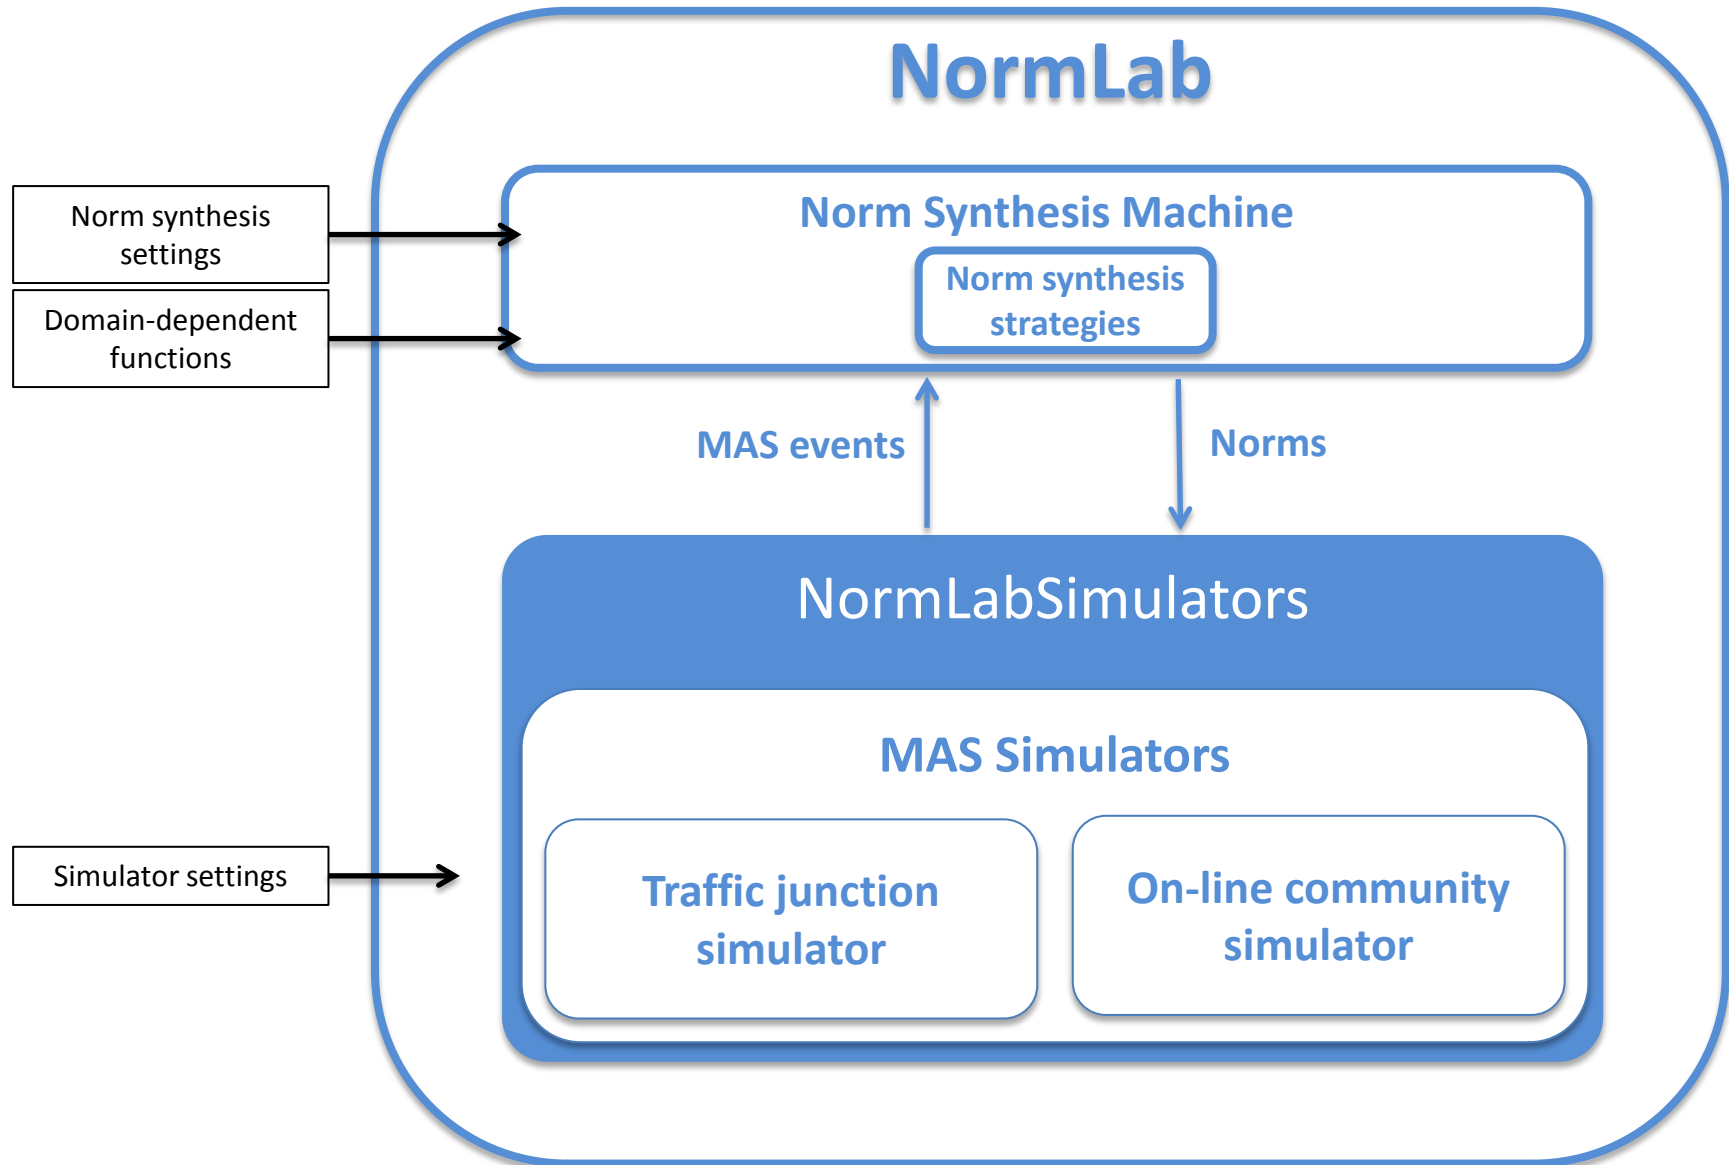 NormLab
Norm synthesis
settings
Domain-dependent
functions
Norm Synthesis Machine
Norm synthesis
strategies
MAS events
Norms
NormLabSimulators
MAS Simulators
Simulator settings
Traffic junction
simulator
On-line community
simulator